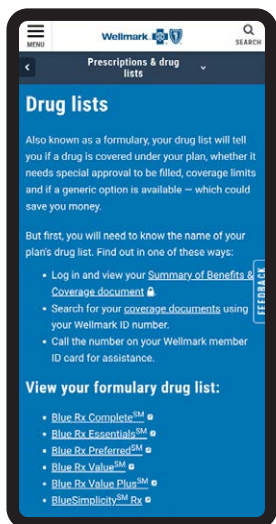 Wellmark
MENU
SEARCH
Prescriptions & drug
lists
Drug lists
Also known as a formulary, your drug list will tell
you if a drug is covered under your plan, whether it
needs special approval to be filled, coverage limits
and if a generic option is available — which could
save you money.
But first, you will need to know the name of your
plan's drug list. Find out in one of these ways:
• Log in and view your Summary of Benefits &
Coverage document
• Search for your coverage documents using
your Wellmark ID number.
• Call the number on your Wellmark member
ID card for assistance.
FEEDBACK
View your formulary drug list:
• Blue Rx Complete℠
• Blue Rx Essentials℠
• Blue Rx Preferred℠
• Blue Rx Value℠
• Blue Rx Value Plus℠
• BlueSimplicity℠ Rx